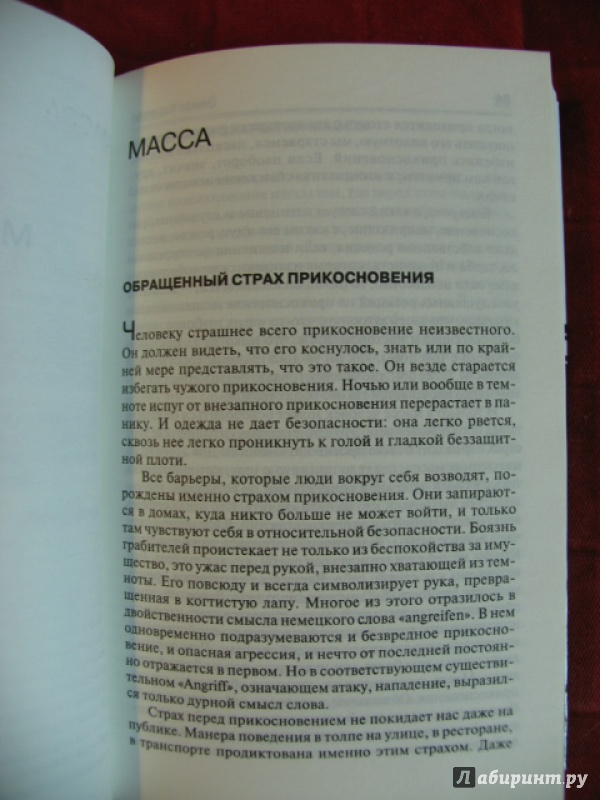 МАССА
ОБРАЩЕННЫЙ СТРАХ ПРИКОСНОВЕНИЯ
Человеку страшнее всего прикосновение неизвестного.
Он должен видеть, что его коснулось, знать или по край-
ней мере представлять, что это такое. Он везде старается
избегать чужого прикосновения. Ночью или вообще в тем-
ноте испуг от внезапного прикосновения перерастает в па-
нику. И одежда не дает безопасности: она легко рвется,
сквозь нее легко проникнуть к голой и гладкой беззащит-
ной плоти.
Все барьеры, которые люди вокруг себя возводят, по-
рождены именно страхом прикосновения. Они запирают-
ся в домах, куда никто больше не может войти, и только
там чувствуют себя в относительной безопасности. Боязнь
грабителей проистекает не только из беспокойства за иму-
щество, это ужас перед рукой, внезапно хватающей из тем-
ноты. Его повсюду и всегда символизирует рука, превра-
щенная в когтистую лапу. Многое из этого отразилось в
двойственности смысла немецкого слова «angreifen». В нем
одновременно подразумеваются и безвредное прикосно-
вение, и опасная агрессия, и нечто от последней постоян-
но отражается в первом. Но в соответствующем существи-
тельном «Angriff», означающем атаку, нападение, выразил-
ся только дурной смысл слова.
Страх перед прикосновением не покидает нас даже на
публике. Манера поведения в толпе на улице, в ресторане,
в транспорте продиктована именно этим страхом. Даже
Лабиринт.ру